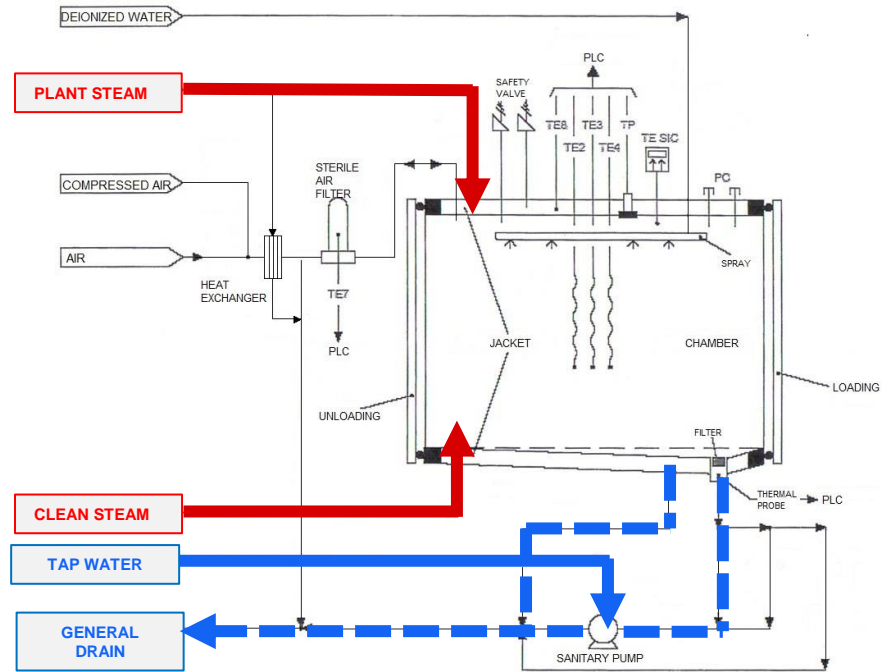 DEIONIZED WATER
PLANT STEAM
COMPRESSED AIR
AIR
HEAT
EXCHANGER
STERILE
AIR
FILTER
TE7
PLC
SAFETY
VALVE
PLC
TE8
TE3
TP
TE2
TE4
TE SIC
PC
SPRAY
JACKET
CHAMBER
UNLOADING
LOADING
FILTER
THERMAL
PROBE
PLC
CLEAN STEAM
TAP WATER
GENERAL
DRAIN
SANITARY PUMP